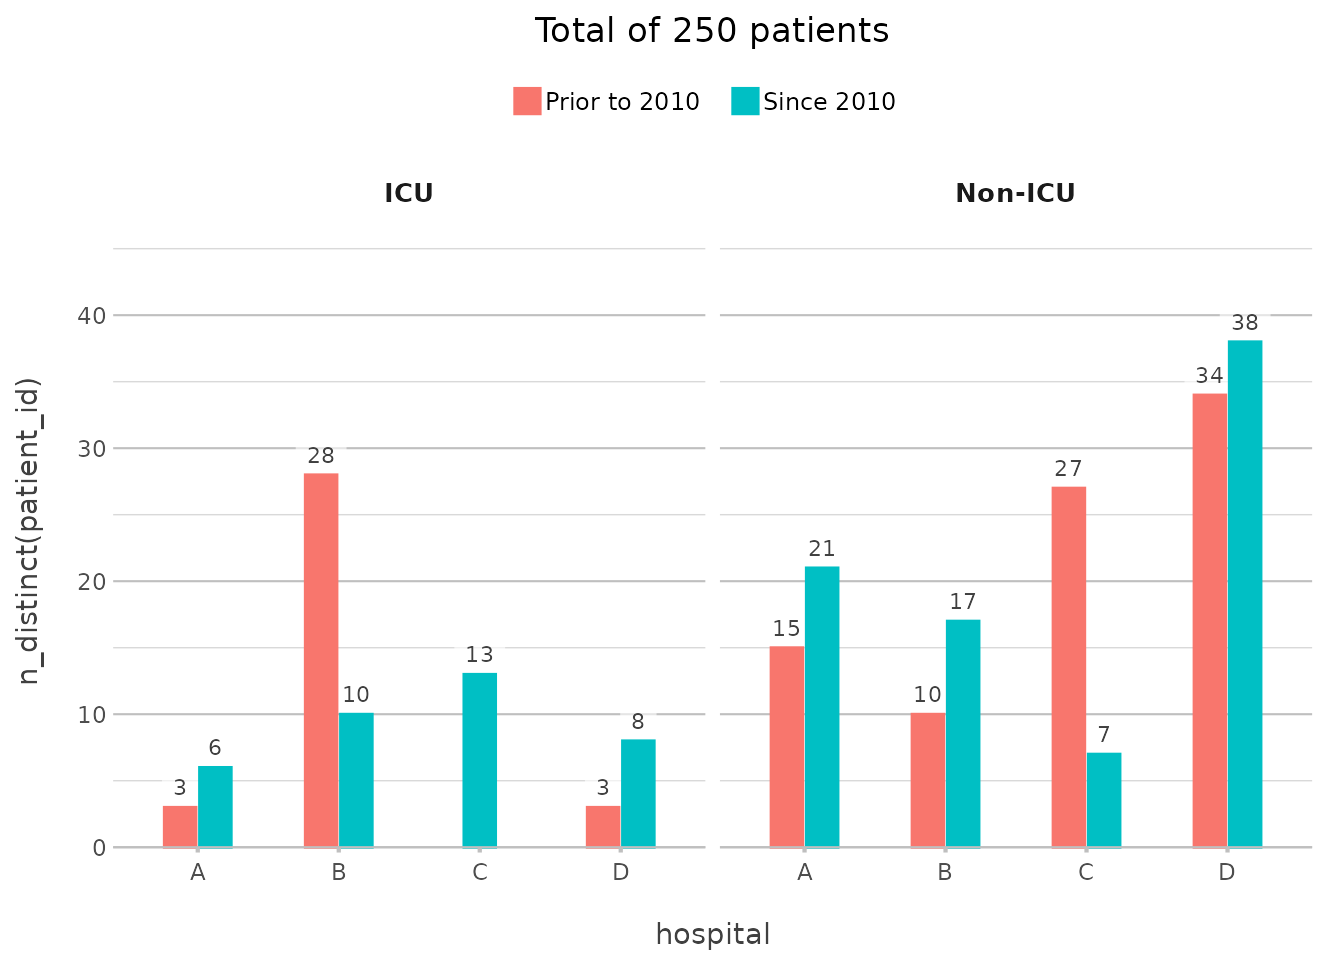 Total of 250 patients
Prior to 2010 Since 2010
ICU Non-ICU
n_distinct(patient_id)
40
30
20
10
0
3 6 28 10 13 3 8
15 21 10 17 27 7 34 38
A B C D A B C D
hospital